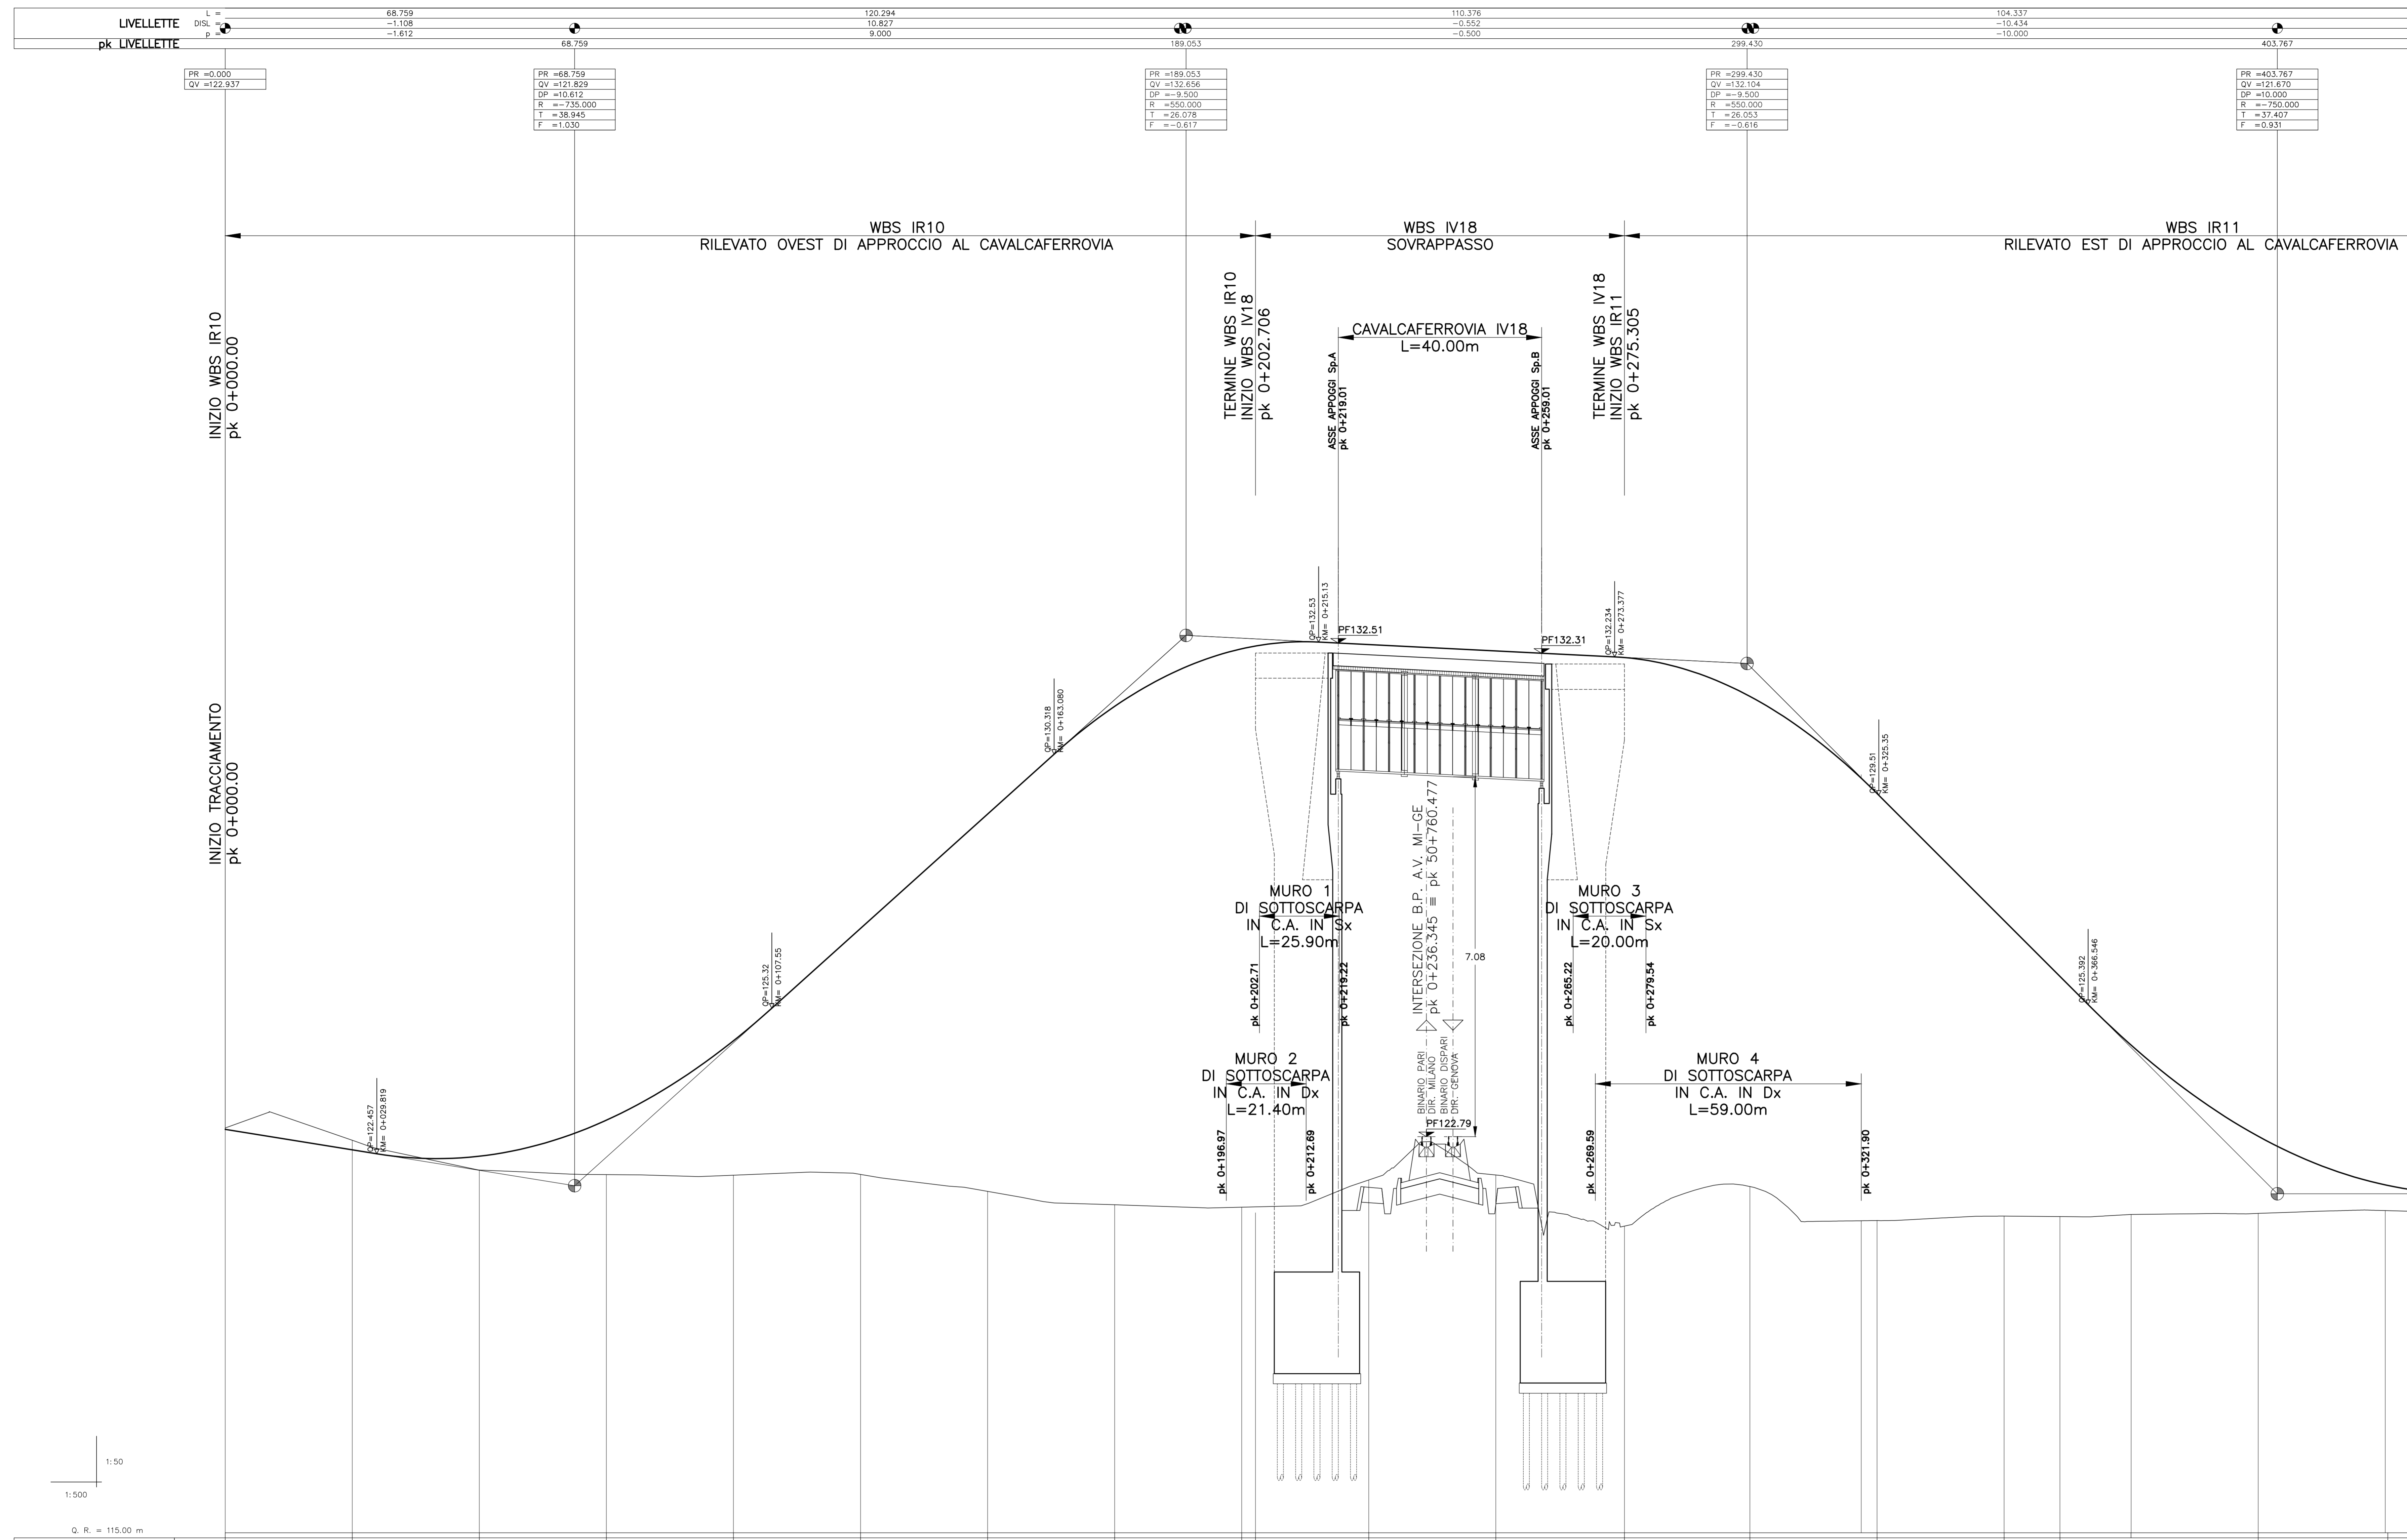 L = 68.759 120.294 110.376 104.337
LIVELLETTE DISL = -1.108 10.827 -0.552 -10.434
p = -1.612 9.000 -0.500 -10.000
pk LIVELLETTE 68.759 189.053 299.430 403.767
PR =0.000
QV =122.937
PR =68.759
QV =121.829
DP =10.612
R =-735.000
T =38.945
F =1.030
PR =189.053
QV =132.656
DP =-9.500
R =550.000
T =26.078
F =-0.617
PR =299.430
QV =132.104
DP =-9.500
R =550.000
T =26.053
F =-0.616
PR =403.767
QV =121.670
DP =10.000
R =-750.000
T =37.407
F =0.931
WBS IR10
RILEVATO OVEST DI APPROCCIO AL CAVALCAFERROVIA
WBS IV18
SOVRAPPASSO
WBS IR11
RILEVATO EST DI APPROCCIO AL CAVALCAFERROVIA
INIZIO WBS IR10
pk 0+000.00
TERMINE WBS IR10
INIZIO WBS IV18
pk 0+202.706
CAVALCAFERROVIA IV18
L=40.00m
ASSE APPOGGI Sp.A
pk 0+219.01
ASSE APPOGGI Sp.B
pk 0+259.01
TERMINE WBS IV18
INIZIO WBS IR11
pk 0+275.305
INIZIO TRACCIAMENTO
pk 0+000.00
QP=122.457
KM= 0+029.819
QP=125.32
KM= 0+107.55
QP=130.318
KM= 0+163.080
QP=132.53
KM= 0+215.13
PF132.51
PF132.31
QP=132.234
KM= 0+273.377
QP=129.51
KM= 0+325.35
QP=125.392
KM= 0+366.546
INTERSEZIONE B.P. A.V. MI-GE
pk 0+236.345 ≡ pk 50+760.477
7.08
MURO 1
DI SOTTOSCARPA
IN C.A. IN Sx
L=25.90m
pk 0+202.71
pk 0+219.22
MURO 3
DI SOTTOSCARPA
IN C.A. IN Sx
L=20.00m
pk 0+265.22
pk 0+279.54
MURO 2
DI SOTTOSCARPA
IN C.A. IN Dx
L=21.40m
pk 0+196.97
pk 0+212.69
BINARIO PARI
DIR. MILANO
BINARIO DISPARI
DIR. GENOVA
PF122.79
MURO 4
DI SOTTOSCARPA
IN C.A. IN Dx
L=59.00m
pk 0+269.59
pk 0+321.90
1:50
1:500
Q. R. = 115.00 m